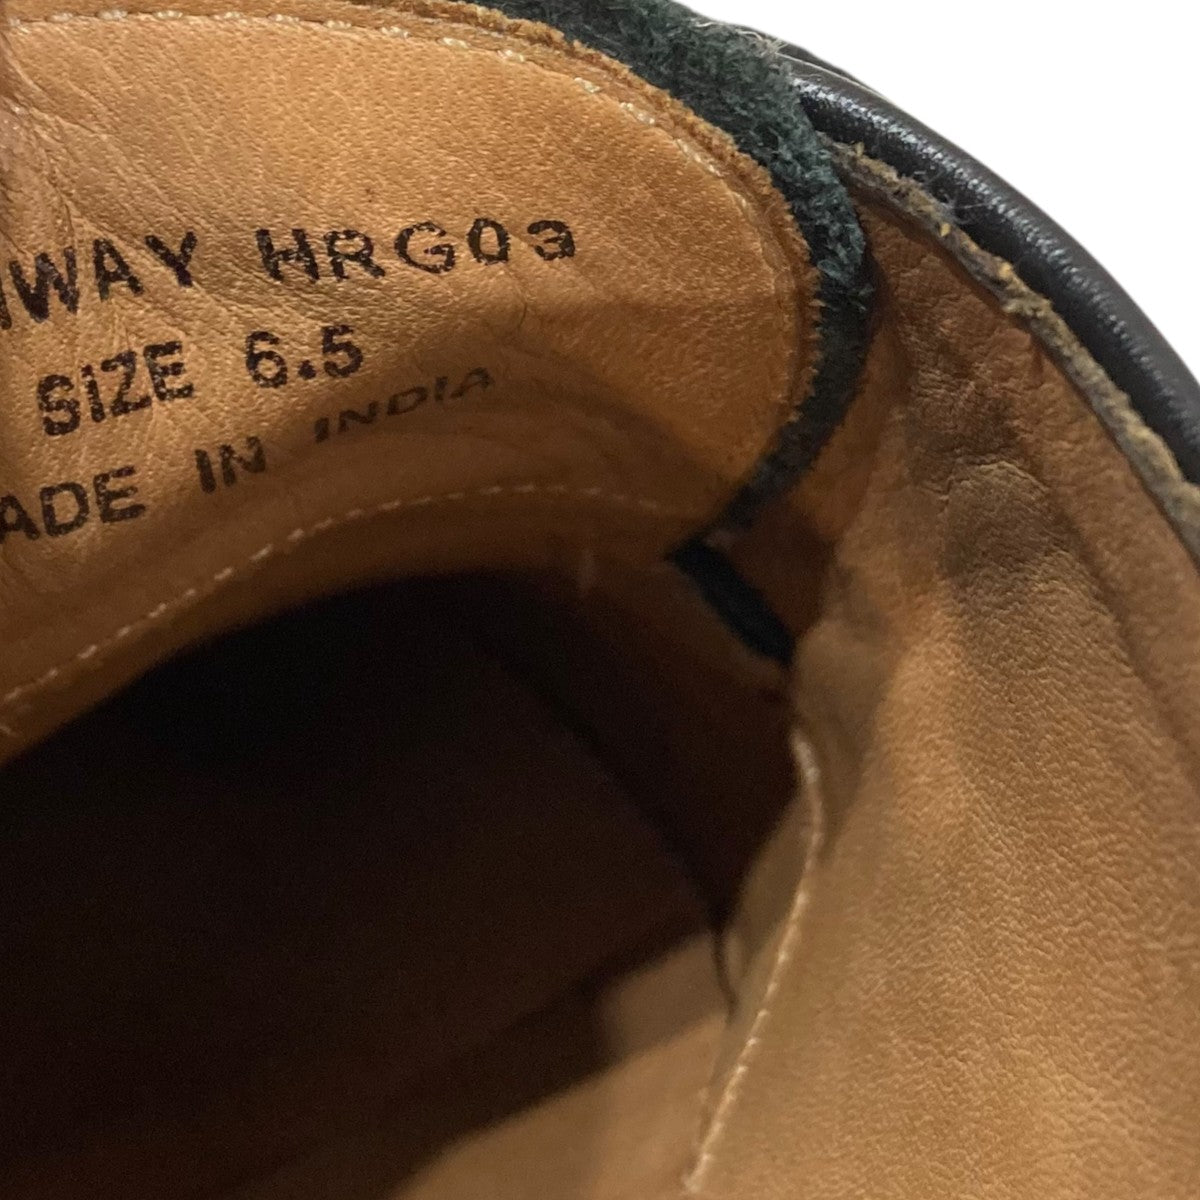 WAY HRG03
SIZE 6.5
ADE IN INDIA